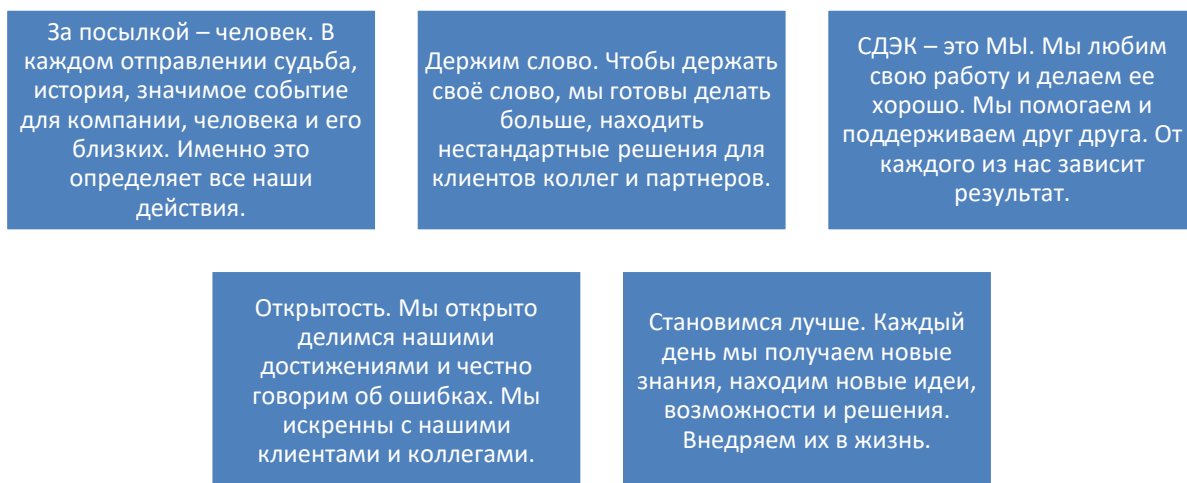 За посылкой – человек. В
каждом отправлении судьба,
история, значимое событие
для компании, человека и его
близких. Именно это
определяет все наши
действия.
Держим слово. Чтобы держать
своё слово, мы готовы делать
больше, находить
нестандартные решения для
клиентов коллег и партнеров.
СДЭК – это МЫ. Мы любим
свою работу и делаем ее
хорошо. Мы помогаем и
поддерживаем друг друга. От
каждого из нас зависит
результат.
Открытость. Мы открыто
делимся нашими
достижениями и честно
говорим об ошибках. Мы
искренны с нашими
клиентами и коллегами.
Становимся лучше. Каждый
день мы получаем новые
знания, находим новые идеи,
возможности и решения.
Внедряем их в жизнь.